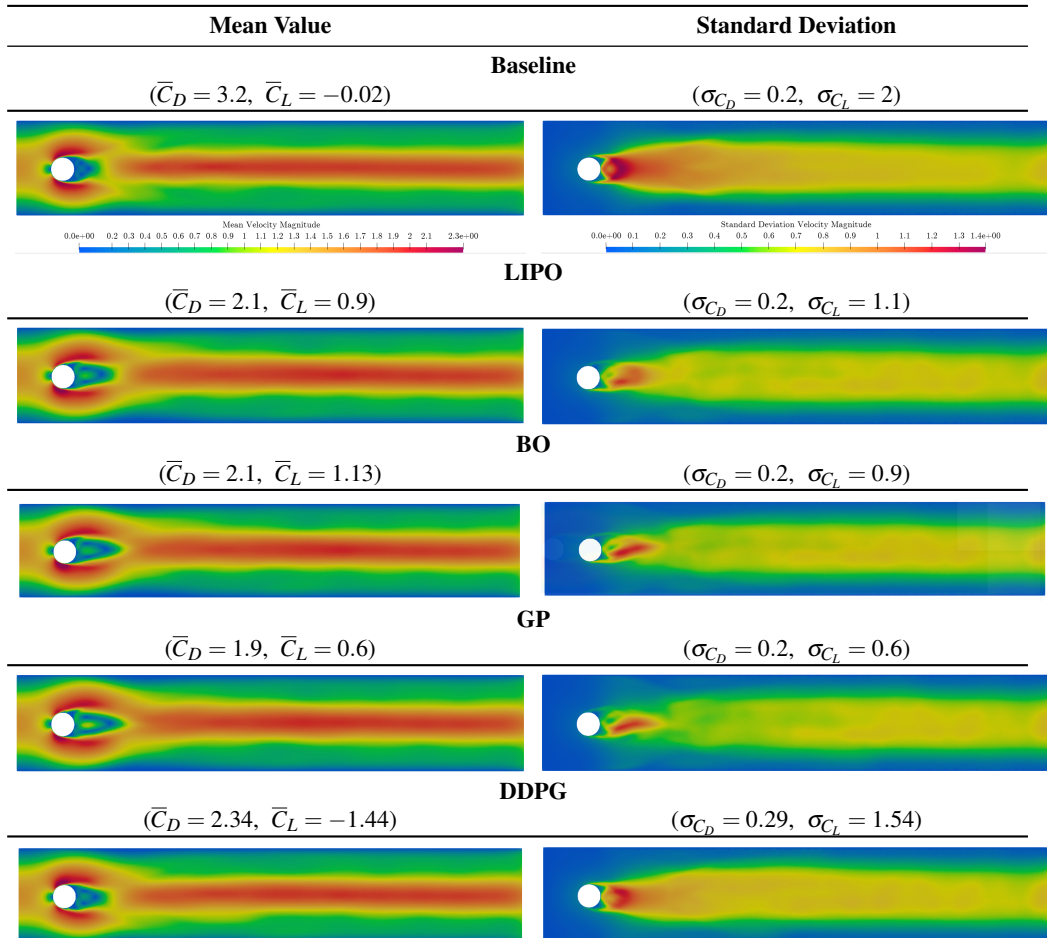 Mean Value Standard Deviation
Baseline
(C̅_D = 3.2, C̅_L = −0.02) (σ_{C_D} = 0.2, σ_{C_L} = 2)
Mean Velocity Magnitude Standard Deviation Velocity Magnitude
0.0e+00 0.2 0.3 0.4 0.5 0.6 0.7 0.8 0.9 1 1.1 1.2 1.3 1.4 1.5 1.6 1.7 1.8 1.9 2 2.1 2.3e+00 0.0e+00 0.1 0.2 0.3 0.4 0.5 0.6 0.7 0.8 0.9 1 1.1 1.2 1.4e+00
LIPO
(C̅_D = 2.1, C̅_L = 0.9) (σ_{C_D} = 0.2, σ_{C_L} = 1.1)
BO
(C̅_D = 2.1, C̅_L = 1.13) (σ_{C_D} = 0.2, σ_{C_L} = 0.9)
GP
(C̅_D = 1.9, C̅_L = 0.6) (σ_{C_D} = 0.2, σ_{C_L} = 0.6)
DDPG
(C̅_D = 2.34, C̅_L = −1.44) (σ_{C_D} = 0.29, σ_{C_L} = 1.54)